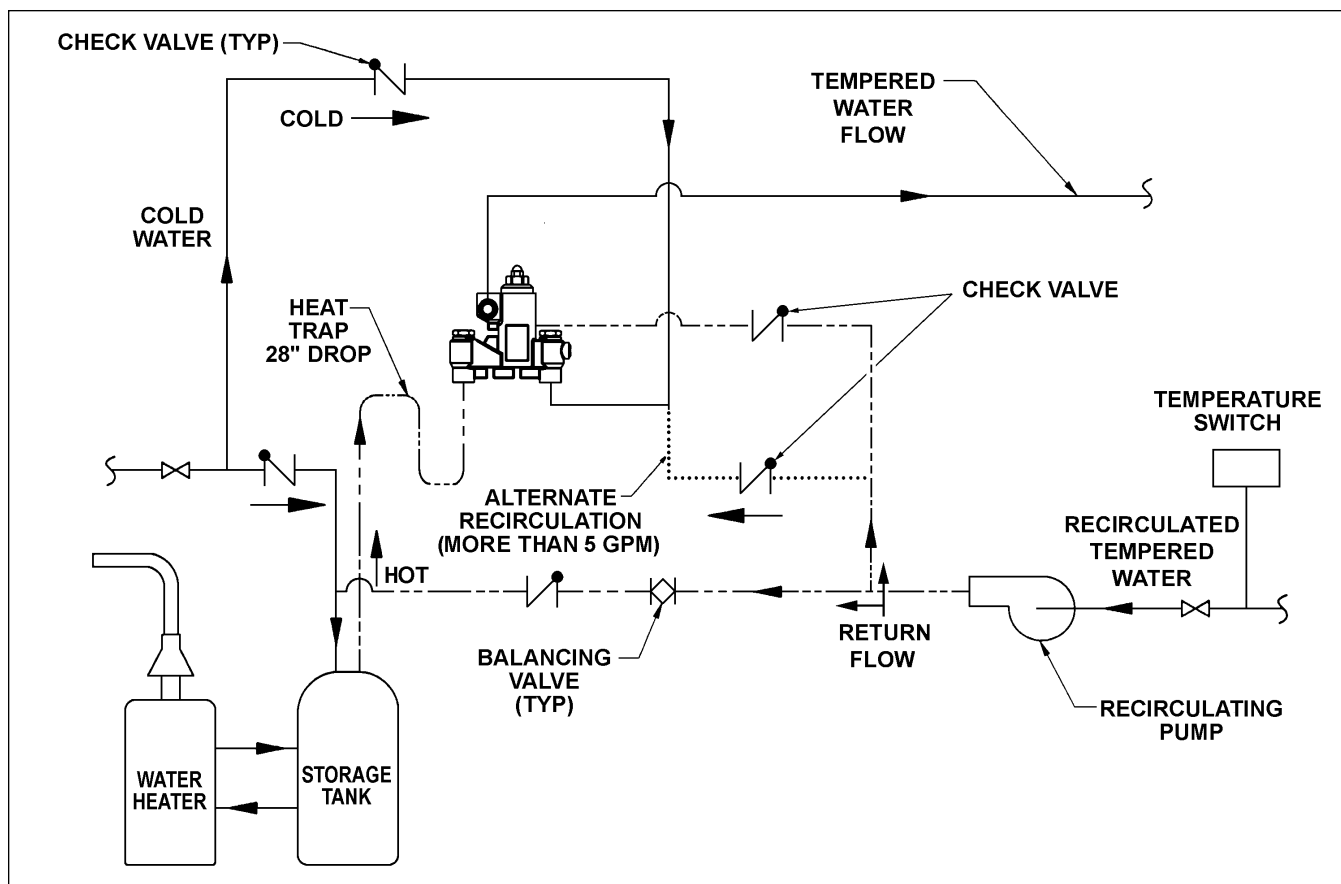 CHECK VALVE (TYP)
COLD
TEMPERED
WATER
FLOW
COLD
WATER
HEAT
TRAP
28" DROP
CHECK VALVE
TEMPERATURE
SWITCH
ALTERNATE
RECIRCULATION
(MORE THAN 5 GPM)
RECIRCULATED
TEMPERED
WATER
HOT
RETURN
FLOW
BALANCING
VALVE
(TYP)
RECIRCULATING
PUMP
WATER
HEATER
STORAGE
TANK